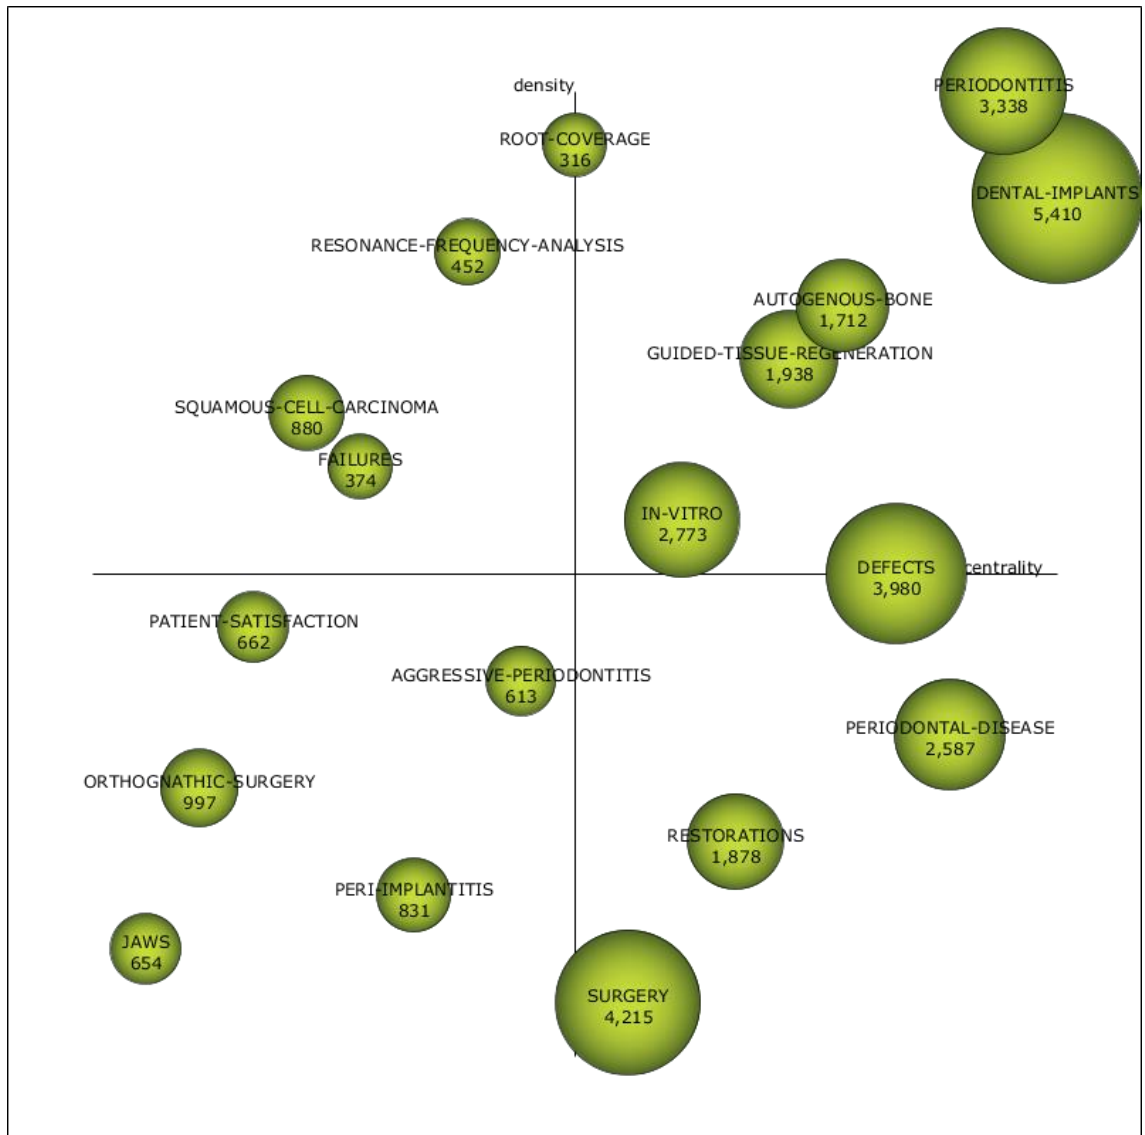 PERIODONTITIS
3,338
density
ROOT-COVERAGE
316
DENTAL-IMPLANTS
5,410
RESONANCE-FREQUENCY-ANALYSIS
452
AUTOGENOUS-BONE
1,712
GUIDED-TISSUE-REGENERATION
1,938
SQUAMOUS-CELL-CARCINOMA
880
FAILURES
374
IN-VITRO
2,773
DEFECTS
3,980
centrality
PATIENT-SATISFACTION
662
AGGRESSIVE-PERIODONTITIS
613
PERIODONTAL-DISEASE
2,587
ORTHOGNATHIC-SURGERY
997
RESTORATIONS
1,878
PERI-IMPLANTITIS
831
JAWS
654
SURGERY
4,215